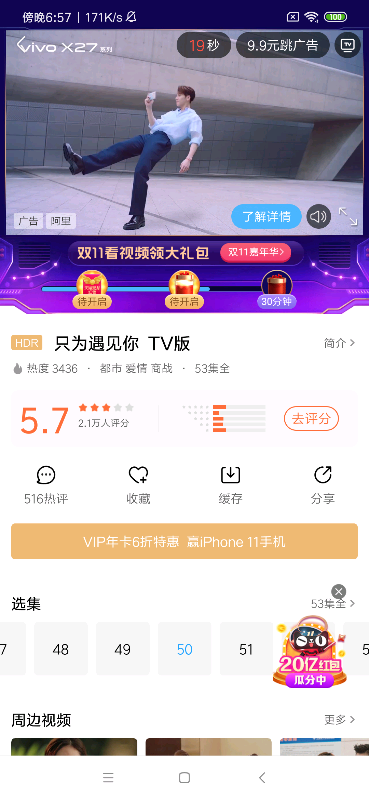 傍晚6:57 | 171K/s
100
vivo X27 系列
19秒
9.9元跳广告
TV
广告
阿里
了解详情
双11看视频领大礼包
双11嘉年华>
待开启
待开启
30分钟
HDR
只为遇见你 TV版
简介 >
热度 3436 · 都市 爱情 商战 · 53集全
5.7
2.1万人评分
去评分
516热评
收藏
缓存
分享
VIP年卡6折特惠 赢iPhone 11手机
选集
53集全 >
7
48
49
50
51
5
20亿红包
瓜分中
周边视频
更多 >